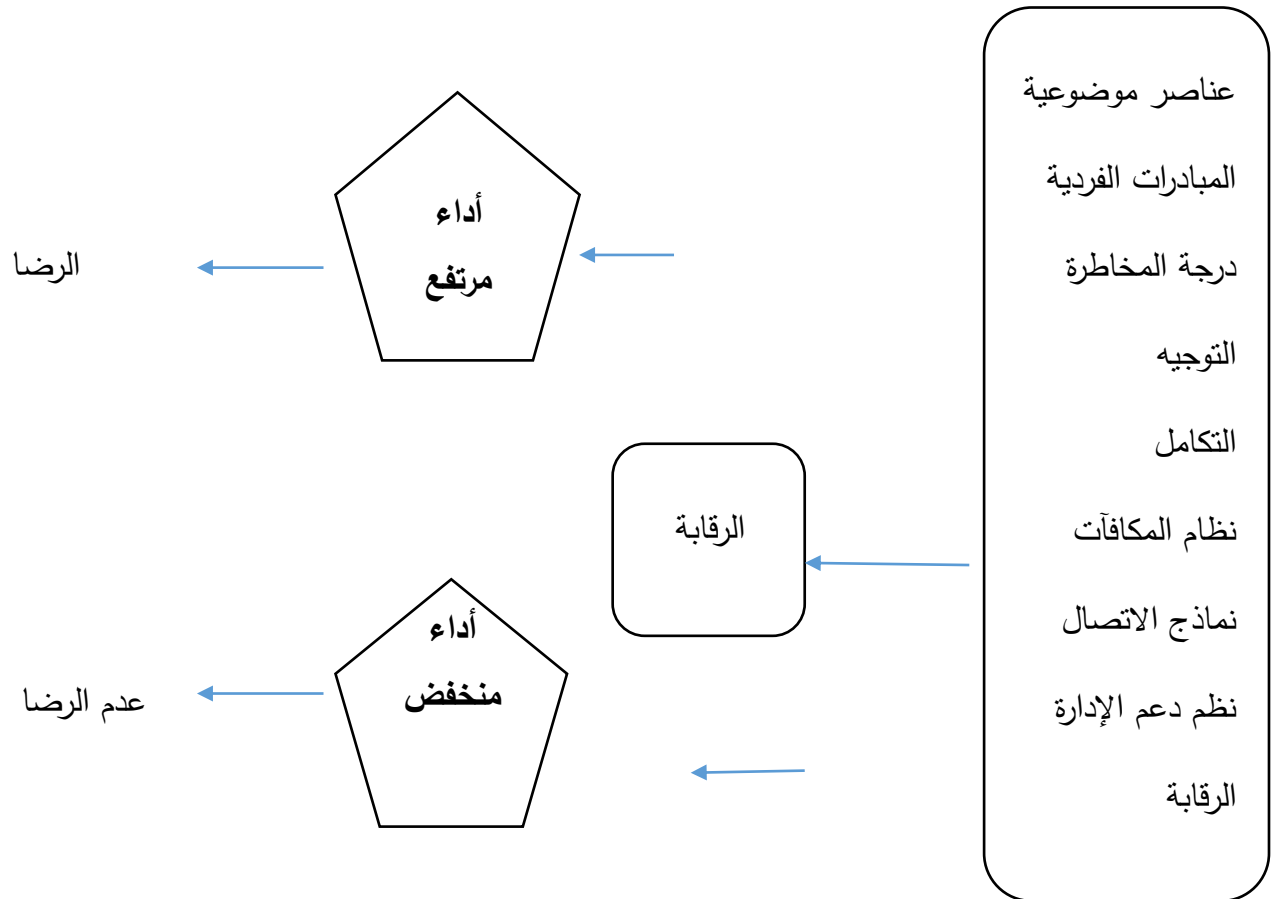 عناصر موضوعية
المبادرات الفردية
درجة المخاطرة
التوجيه
التكامل
نظام المكافآت
نماذج الاتصال
نظم دعم الإدارة
الرقابة
الرقابة
أداء
مرتفع
الرضا
أداء
منخفض
عدم الرضا